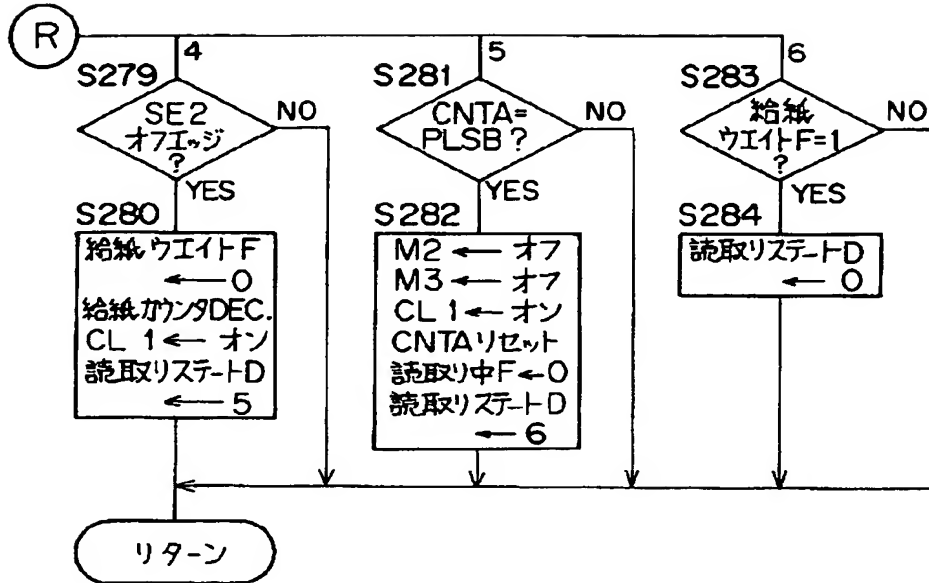 R
4
S279
SE2
オフエッジ
?
NO
YES
S280
給紙ウエイトF
←0
給紙カウンタDEC.
CL 1←オン
読取りステートD
←5
5
S281
CNTA=
PLSB?
NO
YES
S282
M2←オフ
M3←オフ
CL 1←オン
CNTAリセット
読取り中F←0
読取りステートD
←6
6
S283
給紙
ウエイトF=1
?
NO
YES
S284
読取りステートD
←0
リターン